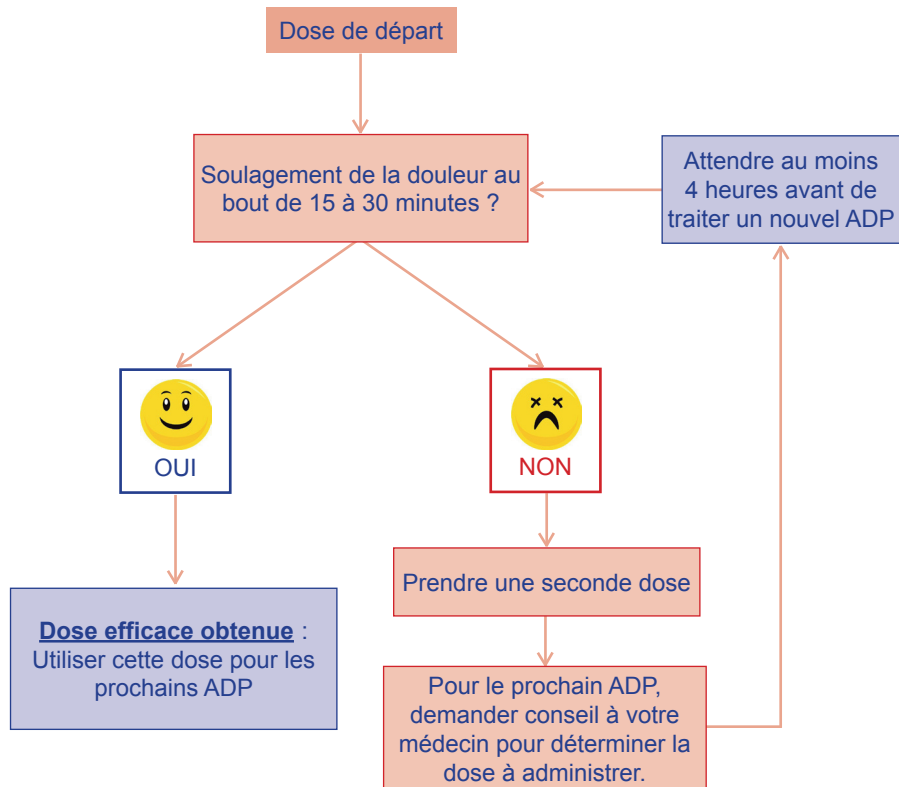 Dose de départ
Soulagement de la douleur au
bout de 15 à 30 minutes ?
Attendre au moins
4 heures avant de
traiter un nouvel ADP
OUI
NON
Prendre une seconde dose
Dose efficace obtenue :
Utiliser cette dose pour les
prochains ADP
Pour le prochain ADP,
demander conseil à votre
médecin pour déterminer la
dose à administrer.